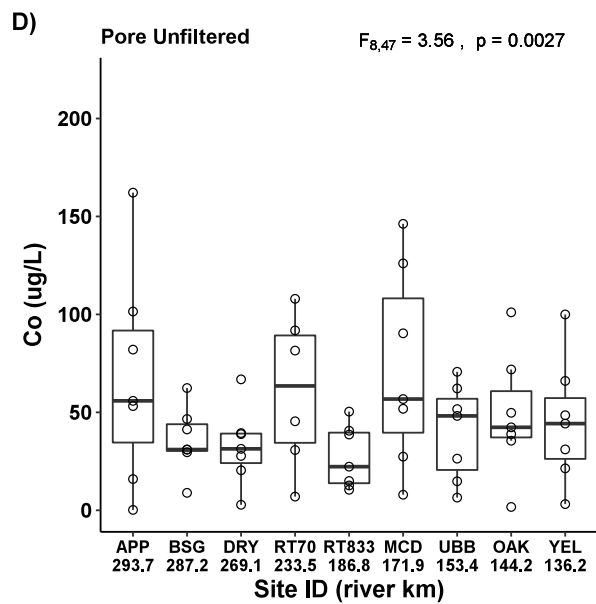 D)
Pore Unfiltered
F8,47 = 3.56 , p = 0.0027
Co (ug/L)
200
150
100
50
0
APP BSG DRY RT70 RT833 MCD UBB OAK YEL
293.7 287.2 269.1 233.5 186.8 171.9 153.4 144.2 136.2
Site ID (river km)